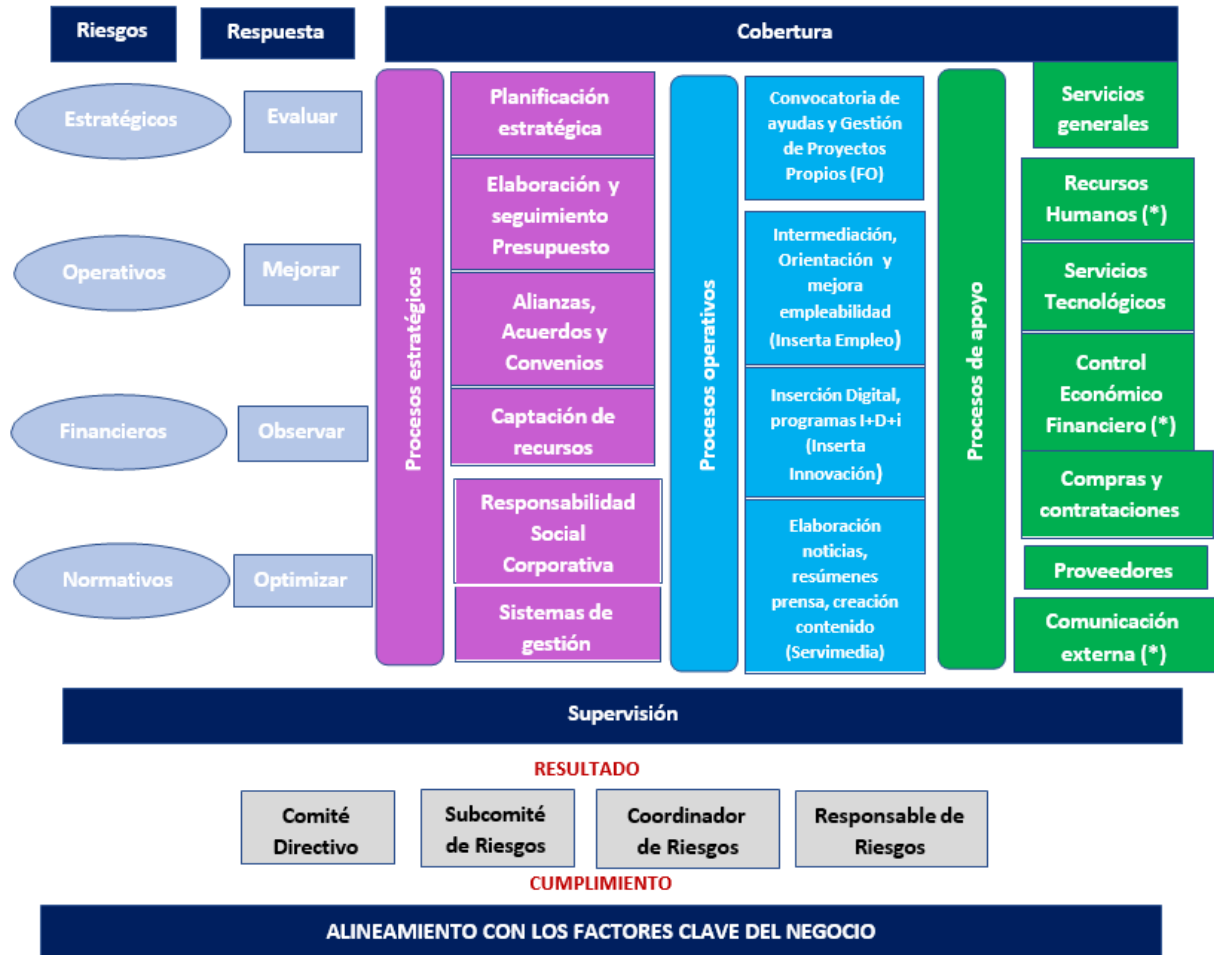 Riesgos
Respuesta
Cobertura
Estratégicos
Operativos
Financieros
Normativos
Evaluar
Mejorar
Observar
Optimizar
Procesos estratégicos
Planificación
estratégica
Elaboración y
seguimiento
Presupuesto
Alianzas,
Acuerdos y
Convenios
Captación de
recursos
Responsabilidad
Social
Corporativa
Sistemas de
gestión
Procesos operativos
Convocatoria de
ayudas y Gestión
de Proyectos
Propios (FO)
Intermediación,
Orientación y
mejora
empleabilidad
(Inserta Empleo)
Inserción Digital,
programas I+D+i
(Inserta
Innovación)
Elaboración
noticias,
resúmenes
prensa, creación
contenido
(Servimedia)
Procesos de apoyo
Servicios
generales
Recursos
Humanos (*)
Servicios
Tecnológicos
Control
Económico
Financiero (*)
Compras y
contrataciones
Proveedores
Comunicación
externa (*)
Supervisión
RESULTADO
Comité
Directivo
Subcomité
de Riesgos
Coordinador
de Riesgos
Responsable de
Riesgos
CUMPLIMIENTO
ALINEAMIENTO CON LOS FACTORES CLAVE DEL NEGOCIO